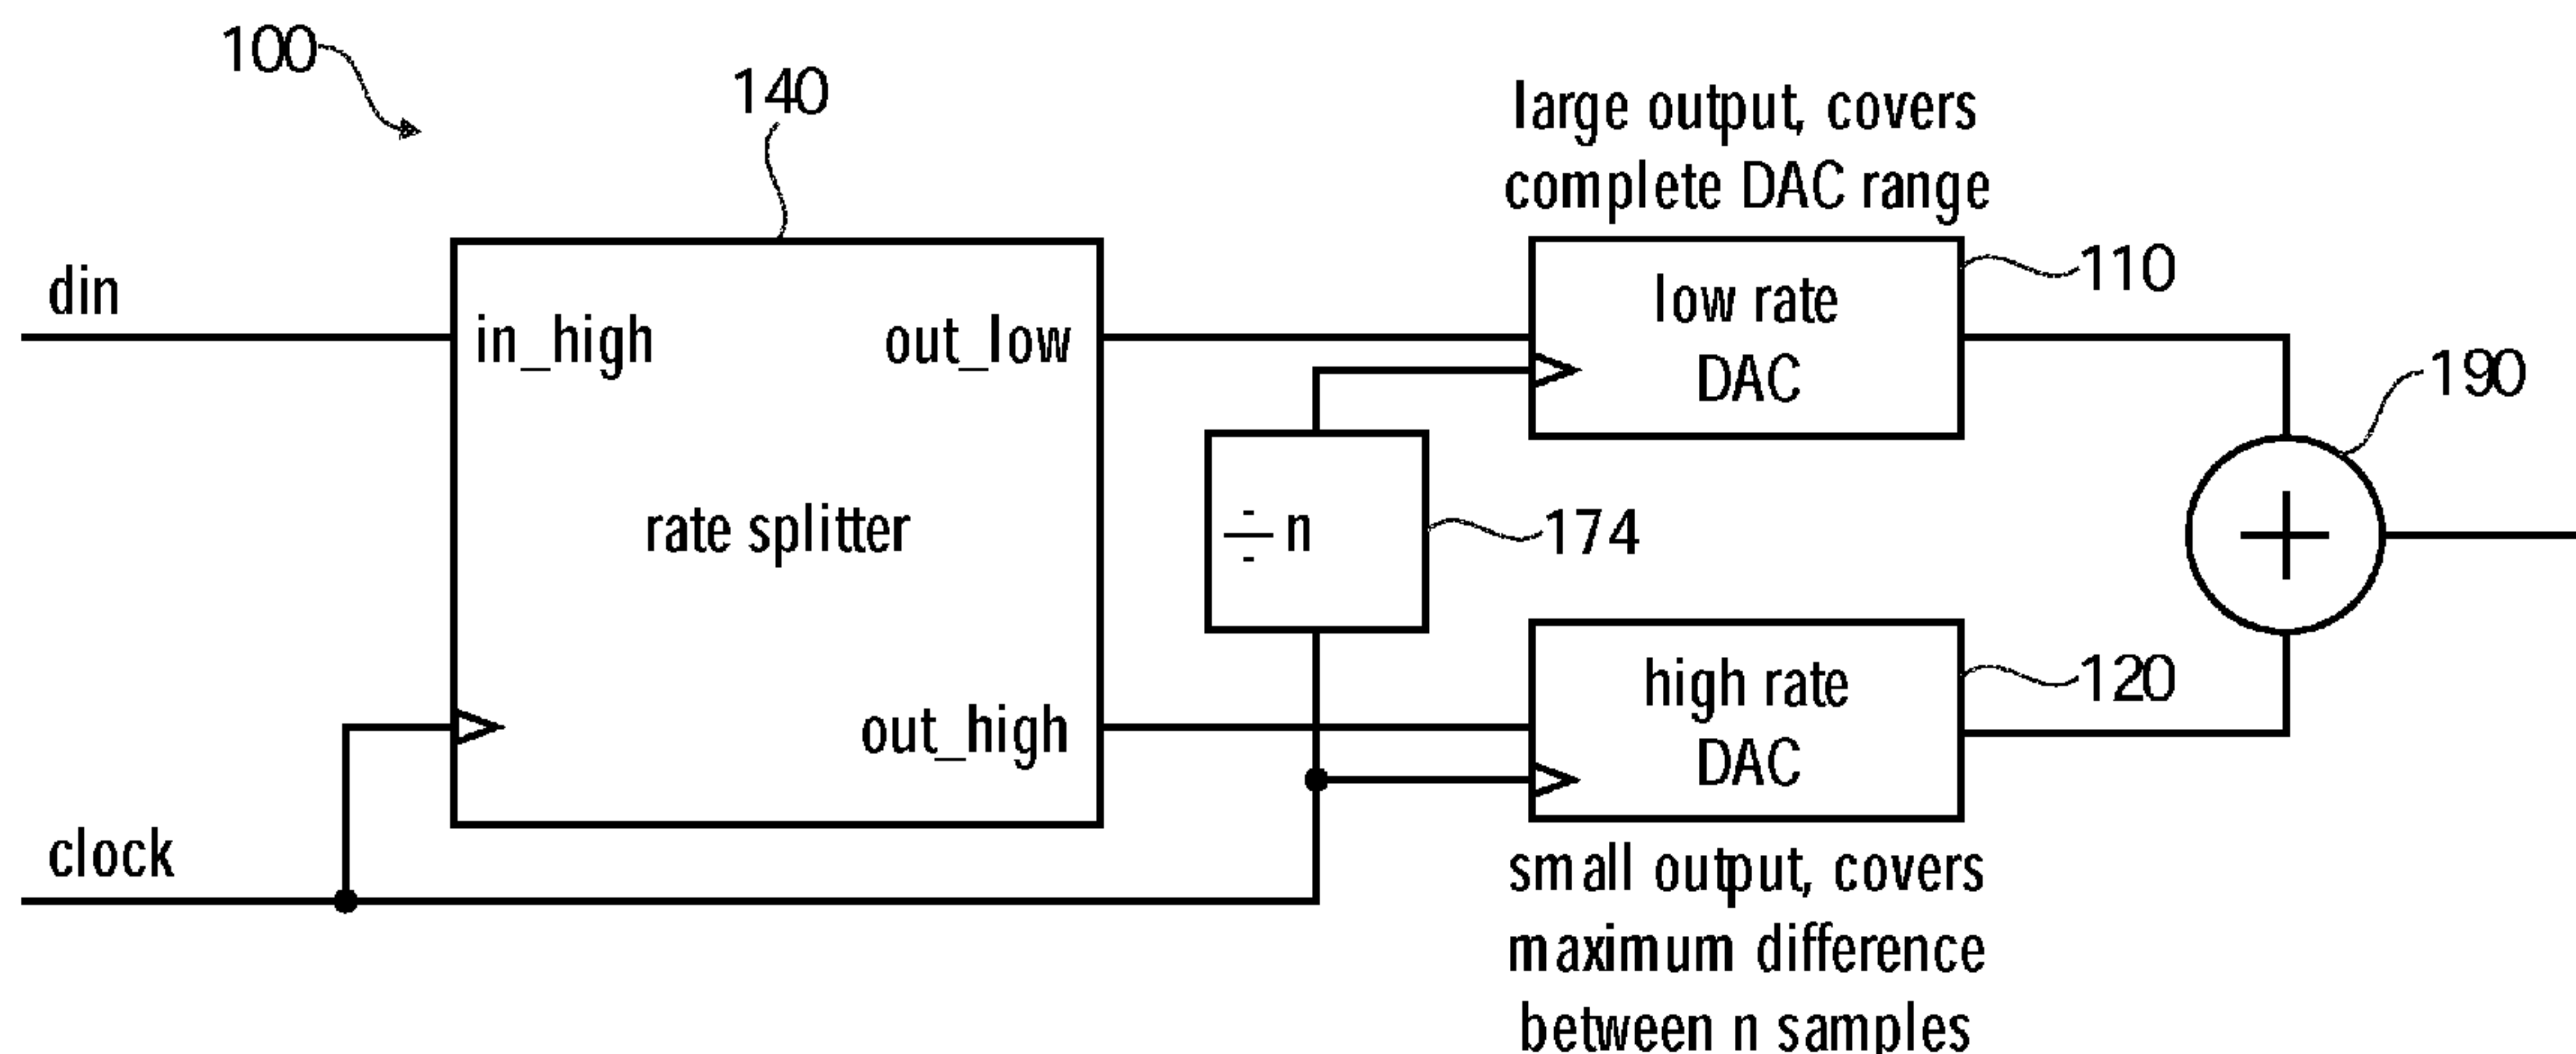 100
140
large output, covers
complete DAC range
din
in_high
out_low
low rate
DAC
110
190
rate splitter
÷ n
174
out_high
high rate
DAC
120
clock
small output, covers
maximum difference
between n samples